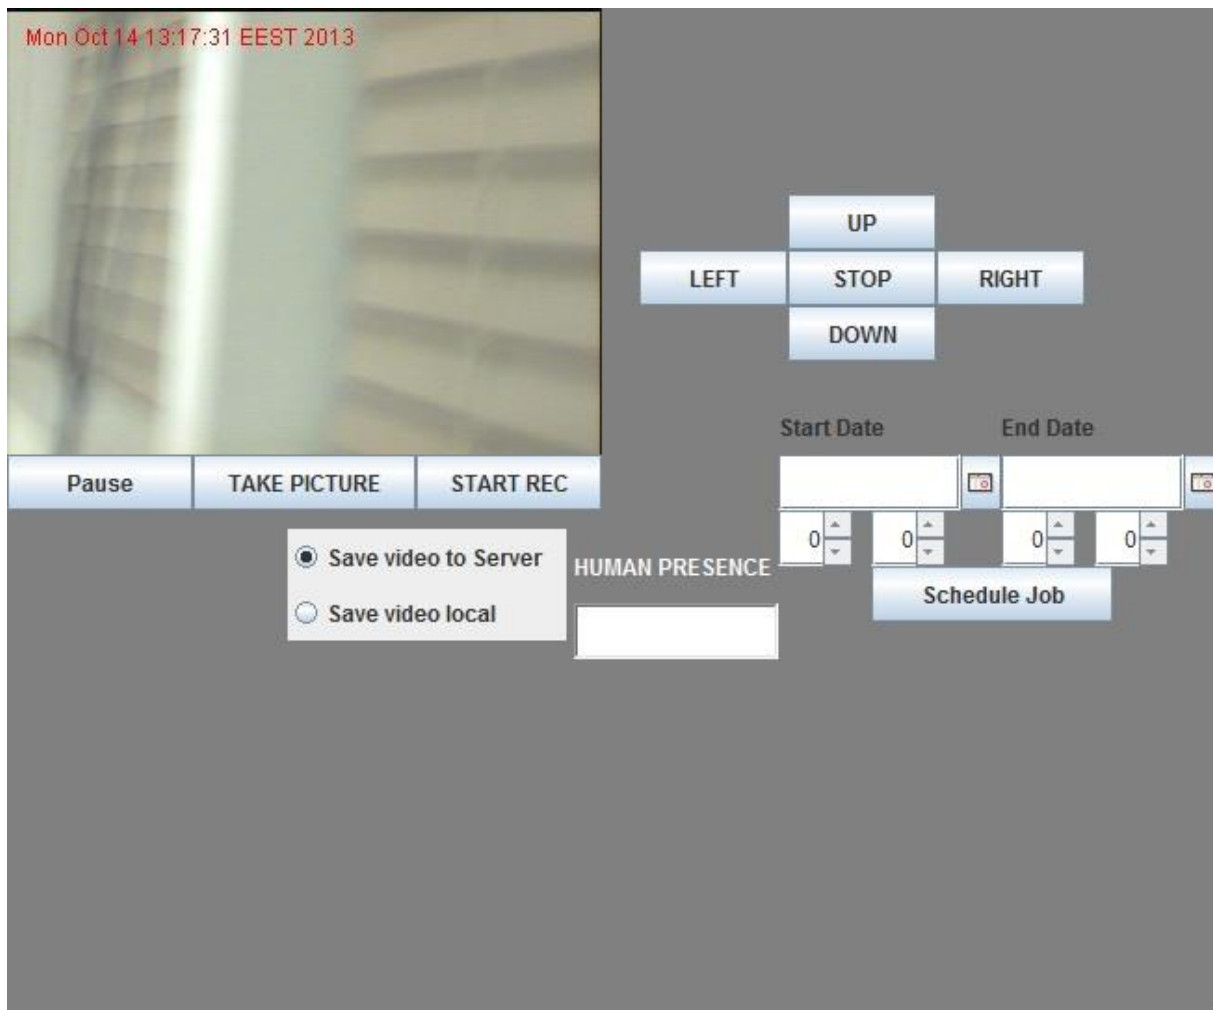 Mon Oct 14 13:17:31 EEST 2013
UP
LEFT STOP RIGHT
DOWN
Start Date End Date
Pause TAKE PICTURE START REC
0 0 0 0
Save video to Server
HUMAN PRESENCE
Schedule Job
Save video local